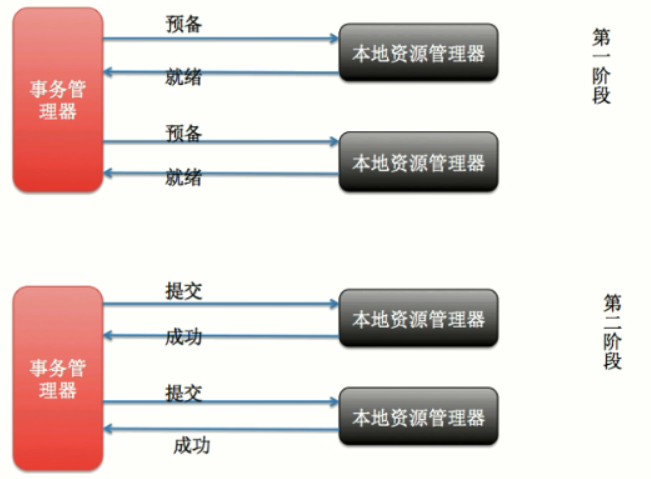 预备
本地资源管理器
就绪
事务管
理器
预备
本地资源管理器
就绪
第一阶段
提交
本地资源管理器
成功
事务管
理器
提交
本地资源管理器
成功
第二阶段